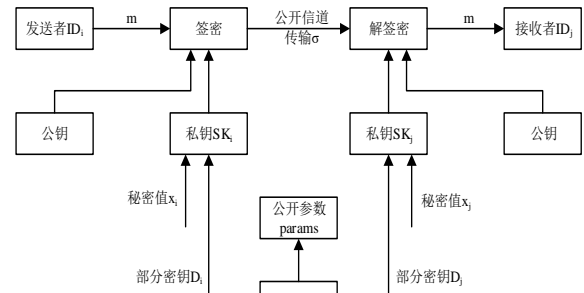 发送者IDi
m
签密
公开信道
传输σ
解签密
m
接收者IDj
公钥
私钥SKi
私钥SKj
公钥
秘密值xi
公开参数
params
秘密值xj
部分密钥Di
部分密钥Dj